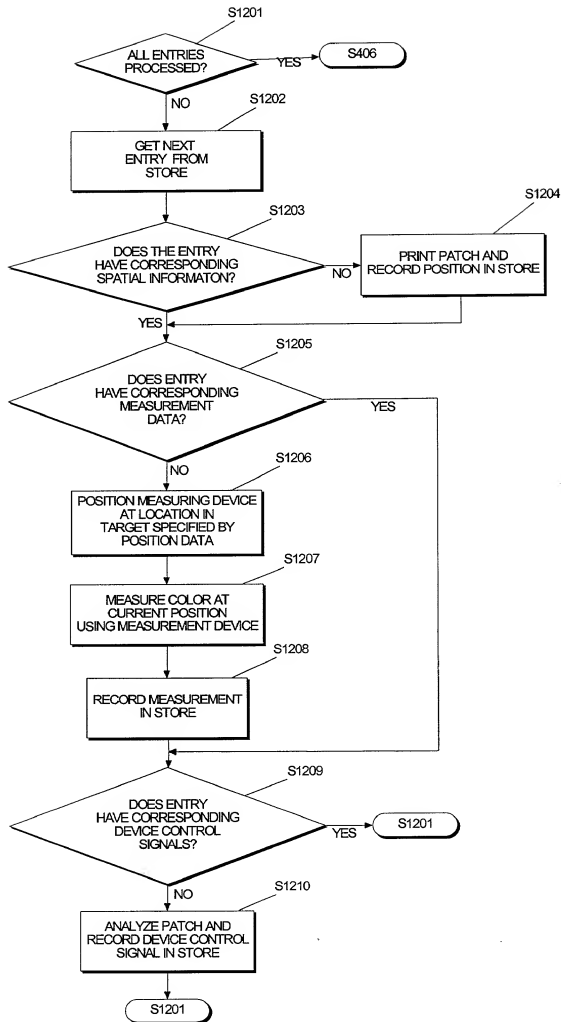 S1201
ALL ENTRIES
PROCESSED?
YES
S406
NO
S1202
GET NEXT
ENTRY FROM
STORE
S1203
DOES THE ENTRY
HAVE CORRESPONDING
SPATIAL INFORMATON?
NO
S1204
PRINT PATCH AND
RECORD POSITION IN STORE
YES
S1205
DOES ENTRY
HAVE CORRESPONDING
MEASUREMENT
DATA?
YES
NO
S1206
POSITION MEASURING DEVICE
AT LOCATION IN
TARGET SPECIFIED BY
POSITION DATA
S1207
MEASURE COLOR AT
CURRENT POSITION
USING MEASUREMENT DEVICE
S1208
RECORD MEASUREMENT
IN STORE
S1209
DOES ENTRY
HAVE CORRESPONDING
DEVICE CONTROL
SIGNALS?
YES
S1201
NO
S1210
ANALYZE PATCH AND
RECORD DEVICE CONTROL
SIGNAL IN STORE
S1201